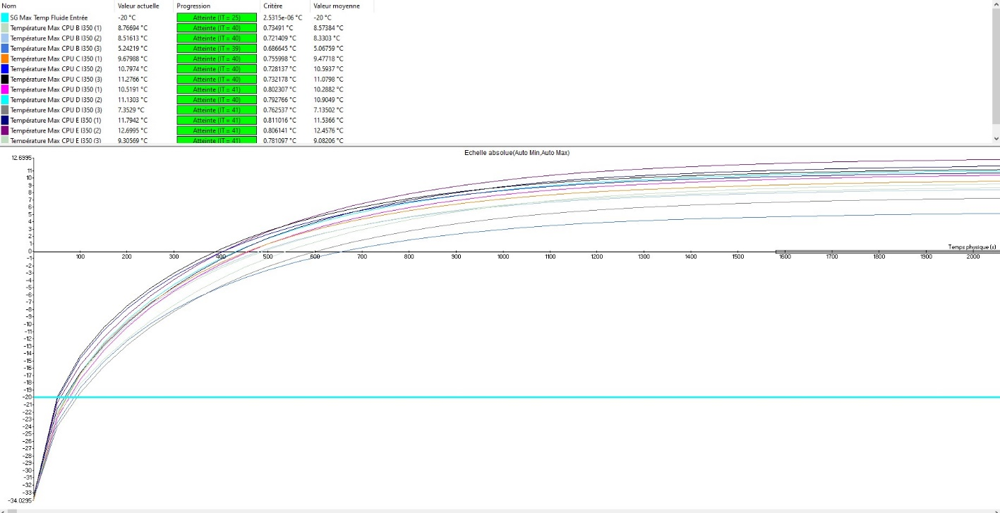 Nom Valeur actuelle Progression Critère Valeur moyenne
SG Max Temp Fluide Entrée -20 °C Atteinte (IT = 25) 2.5315e-06 °C -20 °C
Température Max CPU B I350 (1) 8.76694 °C Atteinte (IT = 40) 0.73491 °C 8.57384 °C
Température Max CPU B I350 (2) 8.51613 °C Atteinte (IT = 40) 0.721409 °C 8.3303 °C
Température Max CPU B I350 (3) 5.24219 °C Atteinte (IT = 39) 0.686645 °C 5.06759 °C
Température Max CPU C I350 (1) 9.67988 °C Atteinte (IT = 40) 0.755998 °C 9.47718 °C
Température Max CPU C I350 (2) 10.7974 °C Atteinte (IT = 40) 0.728137 °C 10.5937 °C
Température Max CPU C I350 (3) 11.2766 °C Atteinte (IT = 40) 0.732178 °C 11.0798 °C
Température Max CPU D I350 (1) 10.5191 °C Atteinte (IT = 41) 0.802307 °C 10.2882 °C
Température Max CPU D I350 (2) 11.1303 °C Atteinte (IT = 40) 0.792766 °C 10.9049 °C
Température Max CPU D I350 (3) 7.3529 °C Atteinte (IT = 41) 0.762537 °C 7.13502 °C
Température Max CPU E I350 (1) 11.7942 °C Atteinte (IT = 41) 0.811016 °C 11.5366 °C
Température Max CPU E I350 (2) 12.6995 °C Atteinte (IT = 41) 0.806141 °C 12.4576 °C
Température Max CPU E I350 (3) 9.30569 °C Atteinte (IT = 41) 0.781097 °C 9.08206 °C
Echelle absolue(Auto Min,Auto Max)
12.6995
11
10
9
8
7
6
5
4
3
2
1
0
Temps physique (s)
100 200 300 400 500 600 700 800 900 1000 1100 1200 1300 1400 1500 1600 1700 1800 1900 2000
-1
-2
-3
-4
-5
-6
-7
-8
-9
-10
-11
-12
-13
-14
-15
-16
-17
-18
-19
-20
-21
-22
-23
-24
-25
-26
-27
-28
-29
-30
-31
-32
-33
-34.0295